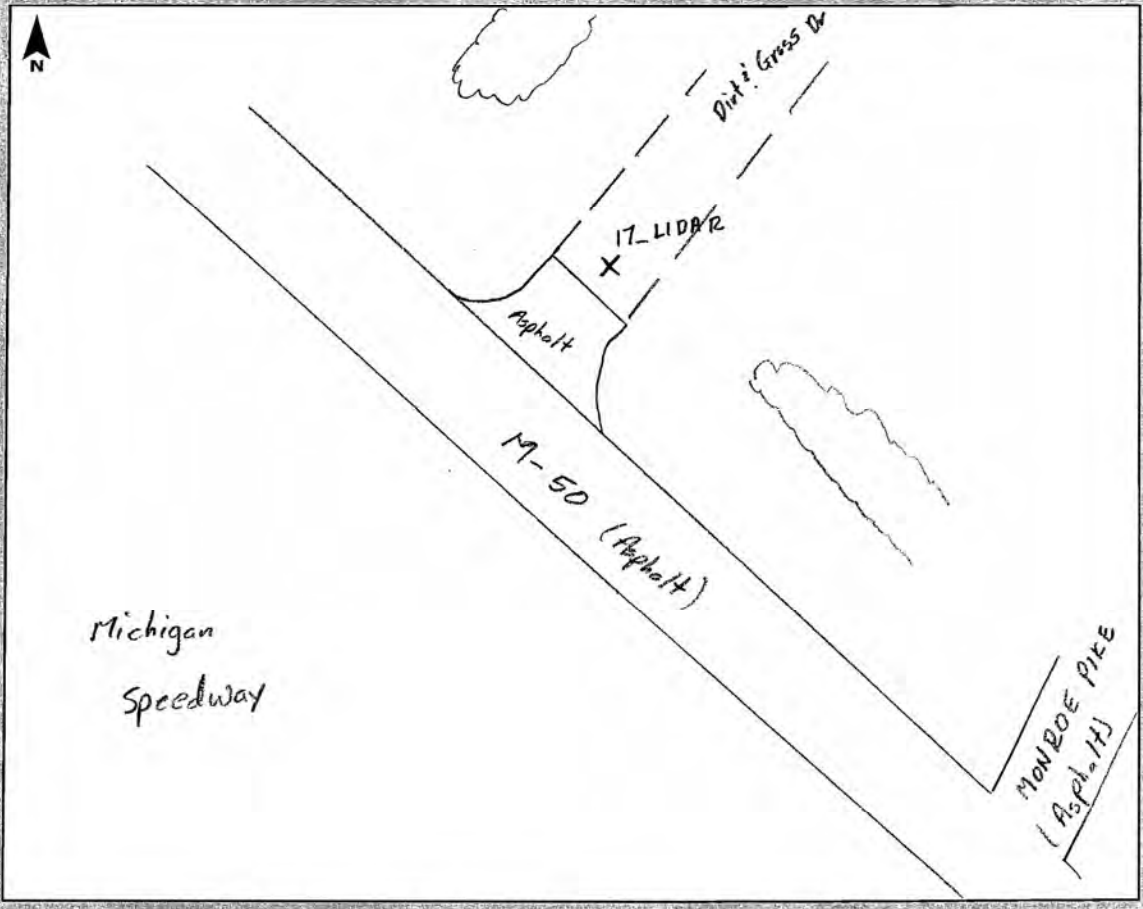 N
Dirt & Grass Dr
17_LIDAR
Asphalt
M-50 (Asphalt)
Michigan
Speedway
MONROE PIKE
(Asphalt)